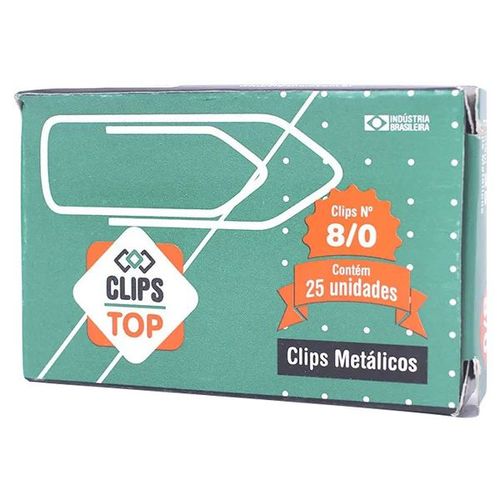 INDÚSTRIA
BRASILEIRA
Clips Nº
8/0
Contém
25 unidades
CLIPS
TOP
Clips Metálicos